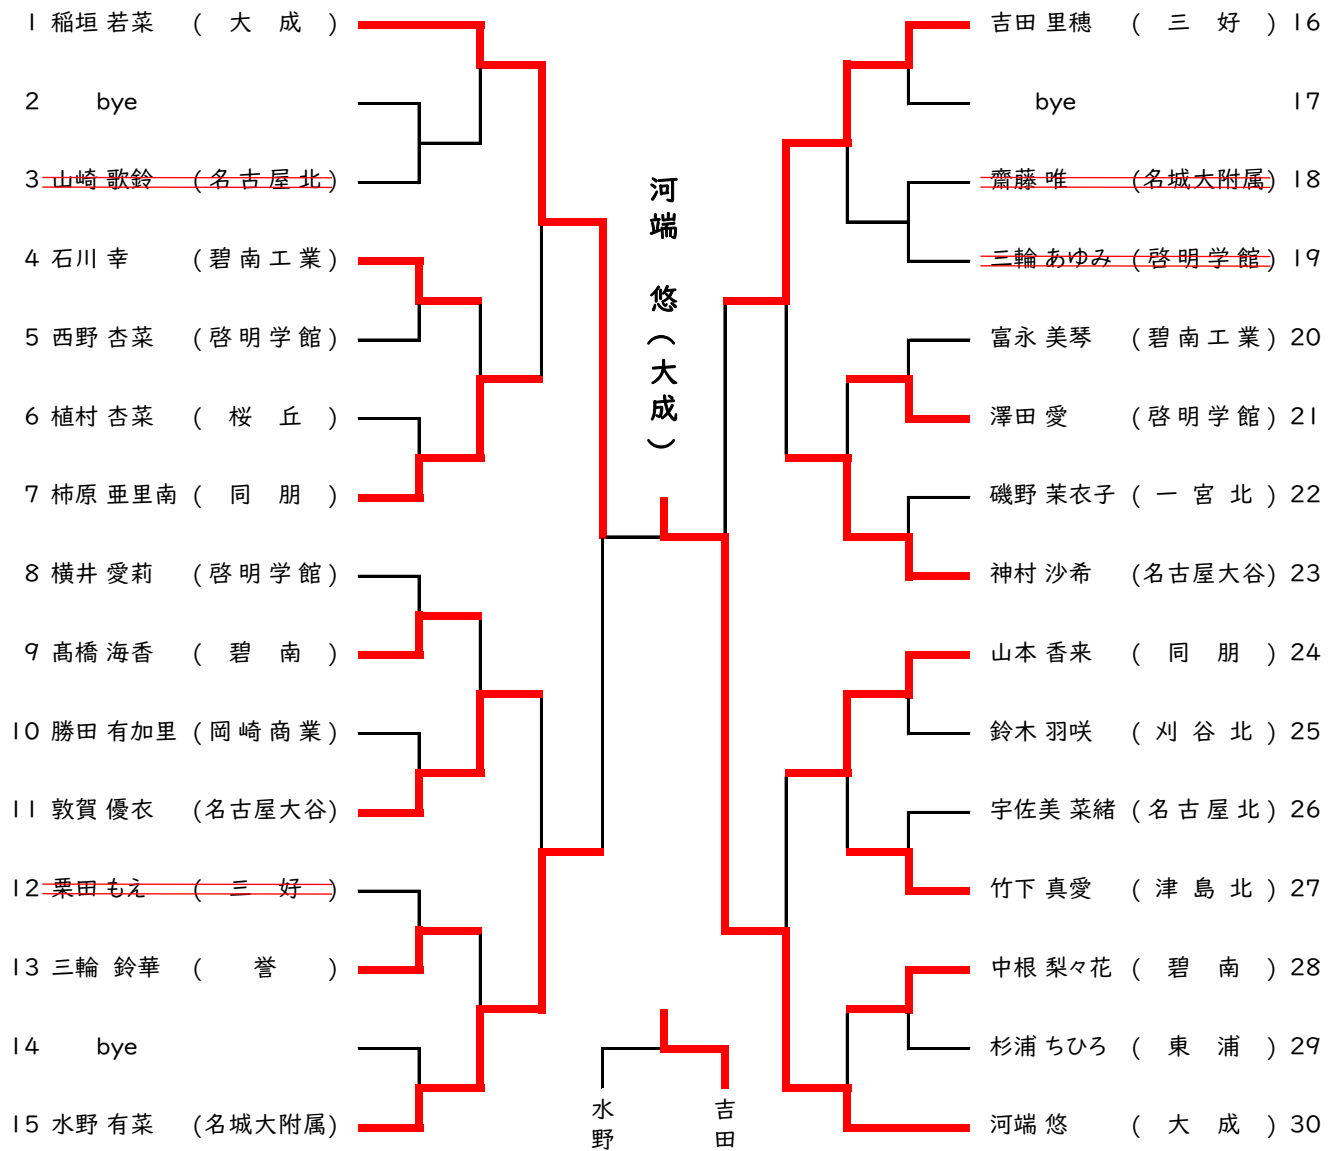 1 稲垣 若菜 ( 大 成 )
2 bye
3 山崎 歌鈴 (名古屋北)
4 石川 幸 (碧南工業)
5 西野 杏菜 (啓明学館)
6 植村 杏菜 ( 桜 丘 )
7 柿原 亜里南 ( 同 朋 )
8 横井 愛莉 (啓明学館)
9 髙橋 海香 ( 碧 南 )
10 勝田 有加里 (岡崎商業)
11 敦賀 優衣 (名古屋大谷)
12 栗田 もえ ( 三 好 )
13 三輪 鈴華 ( 誉 )
14 bye
15 水野 有菜 (名城大附属)
河端 悠(大成)
水野
吉田
吉田 里穂 ( 三 好 ) 16
bye 17
齋藤 唯 (名城大附属) 18
三輪 あゆみ (啓明学館) 19
富永 美琴 (碧南工業) 20
澤田 愛 (啓明学館) 21
磯野 茉衣子 ( 一 宮 北 ) 22
神村 沙希 (名古屋大谷) 23
山本 香来 ( 同 朋 ) 24
鈴木 羽咲 ( 刈 谷 北 ) 25
宇佐美 菜緒 (名古屋北) 26
竹下 真愛 ( 津 島 北 ) 27
中根 梨々花 ( 碧 南 ) 28
杉浦 ちひろ ( 東 浦 ) 29
河端 悠 ( 大 成 ) 30